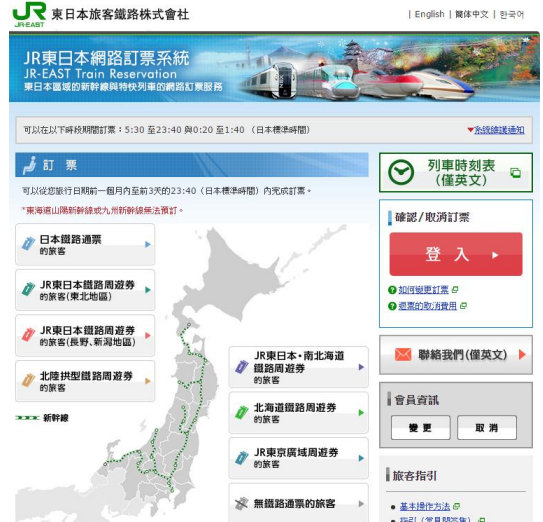 JR
JR-EAST
東日本旅客鐵路株式會社
| English | 簡体中文 | 한국어
JR東日本網路訂票系統
JR-EAST Train Reservation
東日本區域的新幹線與特快列車的網路訂票服務
可以在以下時段期間訂票：5:30 至23:40 與0:20 至1:40 （日本標準時間）
▼系統維護通知
訂 票
可以從您旅行日期前一個月內至前3天的23:40（日本標準時間）內完成訂票。
*東海道山陽新幹線或九州新幹線無法預訂。
日本鐵路通票
的旅客
JR東日本鐵路周遊券
的旅客(東北地區)
JR東日本鐵路周遊券
的旅客(長野、新潟地區)
北陸拱型鐵路周遊券
的旅客
新幹線
JR東日本・南北海道
鐵路周遊券
的旅客
北海道鐵路周遊券
的旅客
JR東京廣域周遊券
的旅客
無鐵路通票的旅客
列車時刻表
(僅英文)
確認/取消訂票
登 入
如何變更訂票
退票的取消費用
聯絡我們(僅英文)
會員資訊
變 更
取 消
旅客指引
基本操作方法
指引（常見問答集）